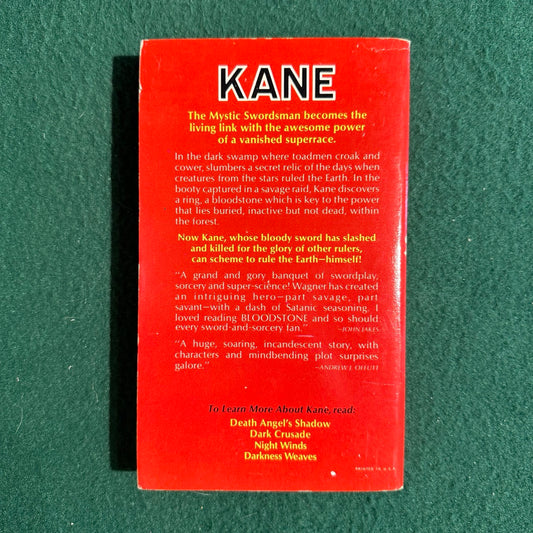 KANE
The Mystic Swordsman becomes the
living link with the awesome power
of a vanished superrace.
In the dark swamp where toadmen croak and
cower, slumbers a secret relic of the days when
creatures from the stars ruled the Earth. In the
booty captured in a savage raid, Kane discovers
a ring, a bloodstone which is key to the power
that lies buried, inactive but not dead, within
the forest.
Now Kane, whose bloody sword has slashed
and killed for the glory of other rulers,
can scheme to rule the Earth—himself!
"A grand and gory banquet of swordplay,
sorcery and super-science! Wagner has created
an intriguing hero—part savage, part
savant—with a dash of Satanic seasoning. I
loved reading BLOODSTONE and so should
every sword-and-sorcery fan."
—JOHN JAKES
"A huge, soaring, incandescent story, with
characters and mindbending plot surprises
galore."
—ANDREW J. OFFUTT
To Learn More About Kane, read:
Death Angel's Shadow
Dark Crusade
Night Winds
Darkness Weaves
PRINTED IN U.S.A.